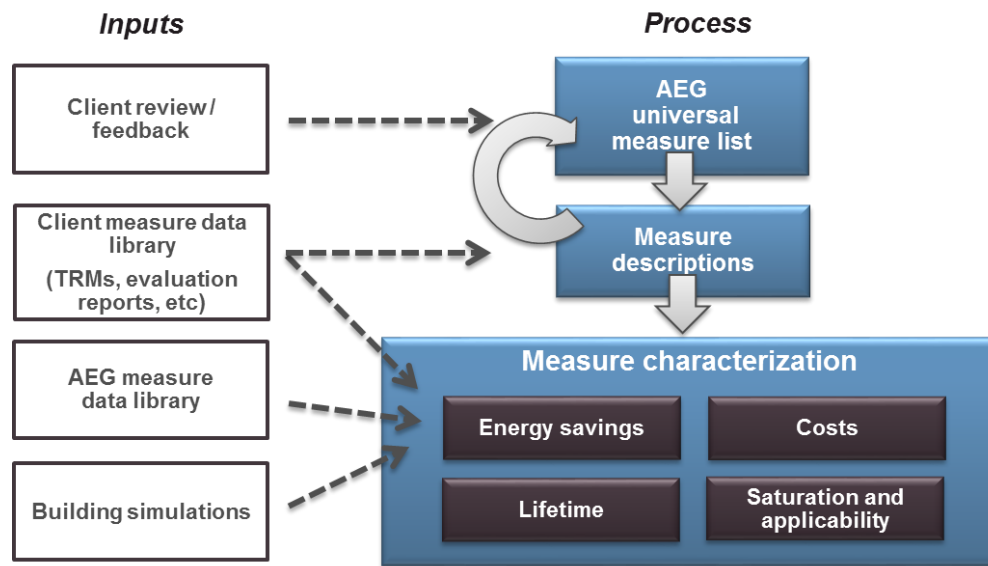 Inputs
Process
Client review /
feedback
AEG
universal
measure list
Client measure data
library
(TRMs, evaluation
reports, etc)
Measure
descriptions
AEG measure
data library
Building simulations
Measure characterization
Energy savings
Costs
Lifetime
Saturation and
applicability